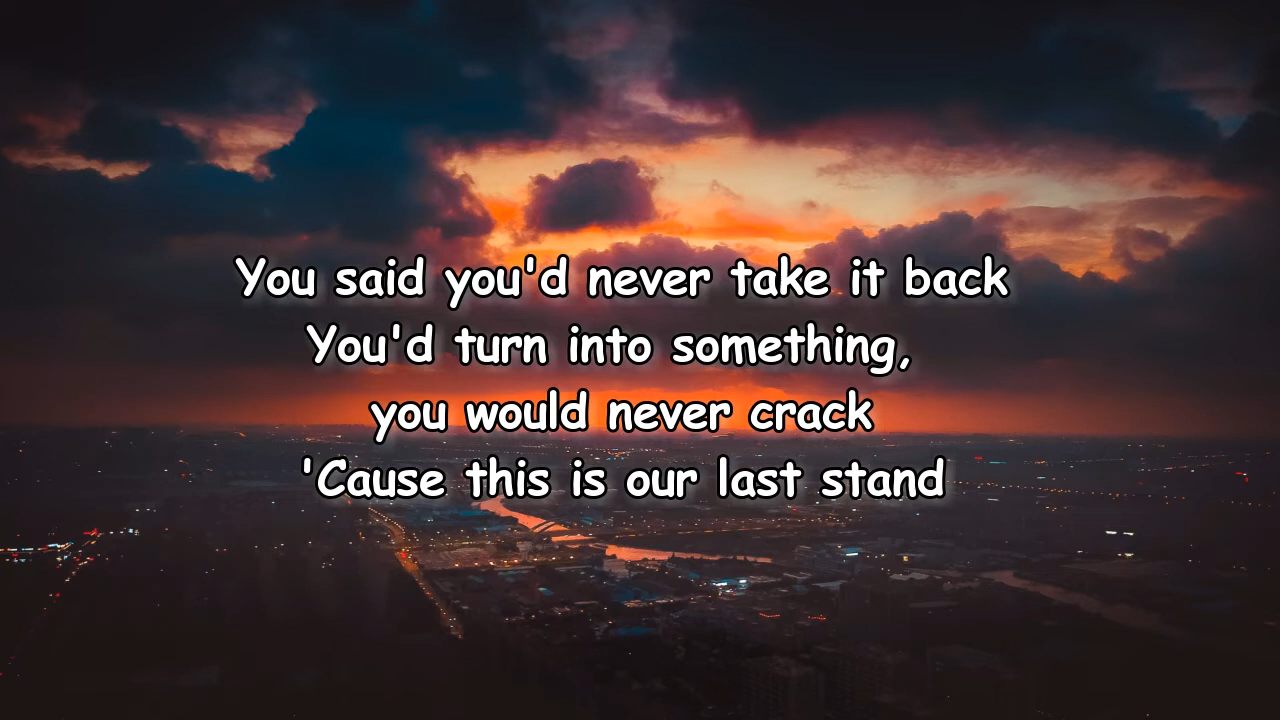 You said you'd never take it back
You'd turn into something,
you would never crack
'Cause this is our last stand